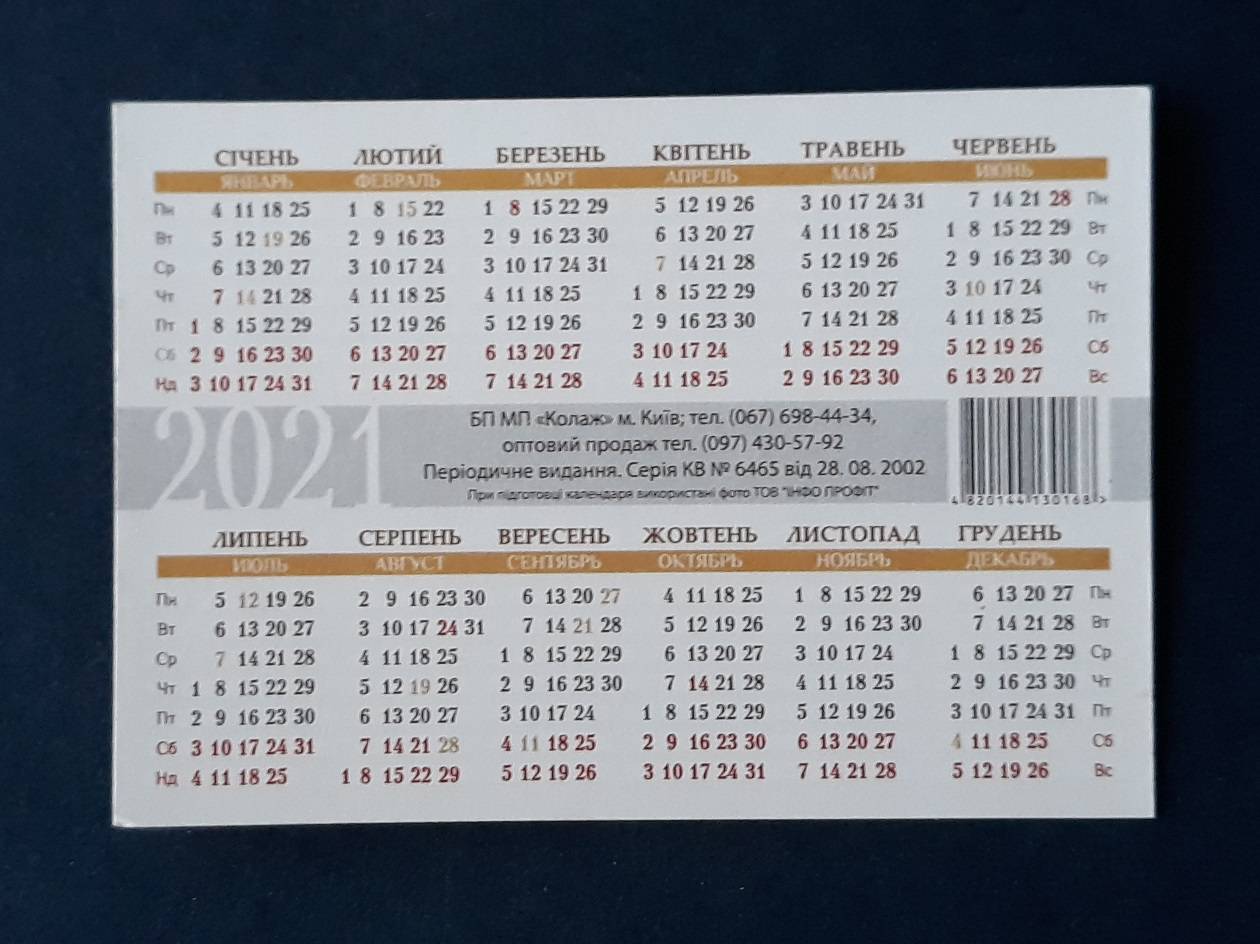 СІЧЕНЬ ЛЮТИЙ БЕРЕЗЕНЬ КВІТЕНЬ ТРАВЕНЬ ЧЕРВЕНЬ
ЯНВАРЬ ФЕВРАЛЬ МАРТ АПРЕЛЬ МАЙ ИЮНЬ
Пн 4 11 18 25 1 8 15 22 1 8 15 22 29 5 12 19 26 3 10 17 24 31 7 14 21 28 Пн
Вт 5 12 19 26 2 9 16 23 2 9 16 23 30 6 13 20 27 4 11 18 25 1 8 15 22 29 Вт
Ср 6 13 20 27 3 10 17 24 3 10 17 24 31 7 14 21 28 5 12 19 26 2 9 16 23 30 Ср
Чт 7 14 21 28 4 11 18 25 4 11 18 25 1 8 15 22 29 6 13 20 27 3 10 17 24 Чт
Пт 1 8 15 22 29 5 12 19 26 5 12 19 26 2 9 16 23 30 7 14 21 28 4 11 18 25 Пт
Сб 2 9 16 23 30 6 13 20 27 6 13 20 27 3 10 17 24 1 8 15 22 29 5 12 19 26 Сб
Нд 3 10 17 24 31 7 14 21 28 7 14 21 28 4 11 18 25 2 9 16 23 30 6 13 20 27 Вс
2021
БП МП «Колаж» м. Київ; тел. (067) 698-44-34,
оптовий продаж тел. (097) 430-57-92
Періодичне видання. Серія КВ № 6465 від 28. 08. 2002
При підготовці календаря використані фото ТОВ "ІНФО ПРОФІТ"
4 820144 130168 >
ЛИПЕНЬ СЕРПЕНЬ ВЕРЕСЕНЬ ЖОВТЕНЬ ЛИСТОПАД ГРУДЕНЬ
ИЮЛЬ АВГУСТ СЕНТЯБРЬ ОКТЯБРЬ НОЯБРЬ ДЕКАБРЬ
Пн 5 12 19 26 2 9 16 23 30 6 13 20 27 4 11 18 25 1 8 15 22 29 6 13 20 27 Пн
Вт 6 13 20 27 3 10 17 24 31 7 14 21 28 5 12 19 26 2 9 16 23 30 7 14 21 28 Вт
Ср 7 14 21 28 4 11 18 25 1 8 15 22 29 6 13 20 27 3 10 17 24 1 8 15 22 29 Ср
Чт 1 8 15 22 29 5 12 19 26 2 9 16 23 30 7 14 21 28 4 11 18 25 2 9 16 23 30 Чт
Пт 2 9 16 23 30 6 13 20 27 3 10 17 24 1 8 15 22 29 5 12 19 26 3 10 17 24 31 Пт
Сб 3 10 17 24 31 7 14 21 28 4 11 18 25 2 9 16 23 30 6 13 20 27 4 11 18 25 Сб
Нд 4 11 18 25 1 8 15 22 29 5 12 19 26 3 10 17 24 31 7 14 21 28 5 12 19 26 Вс